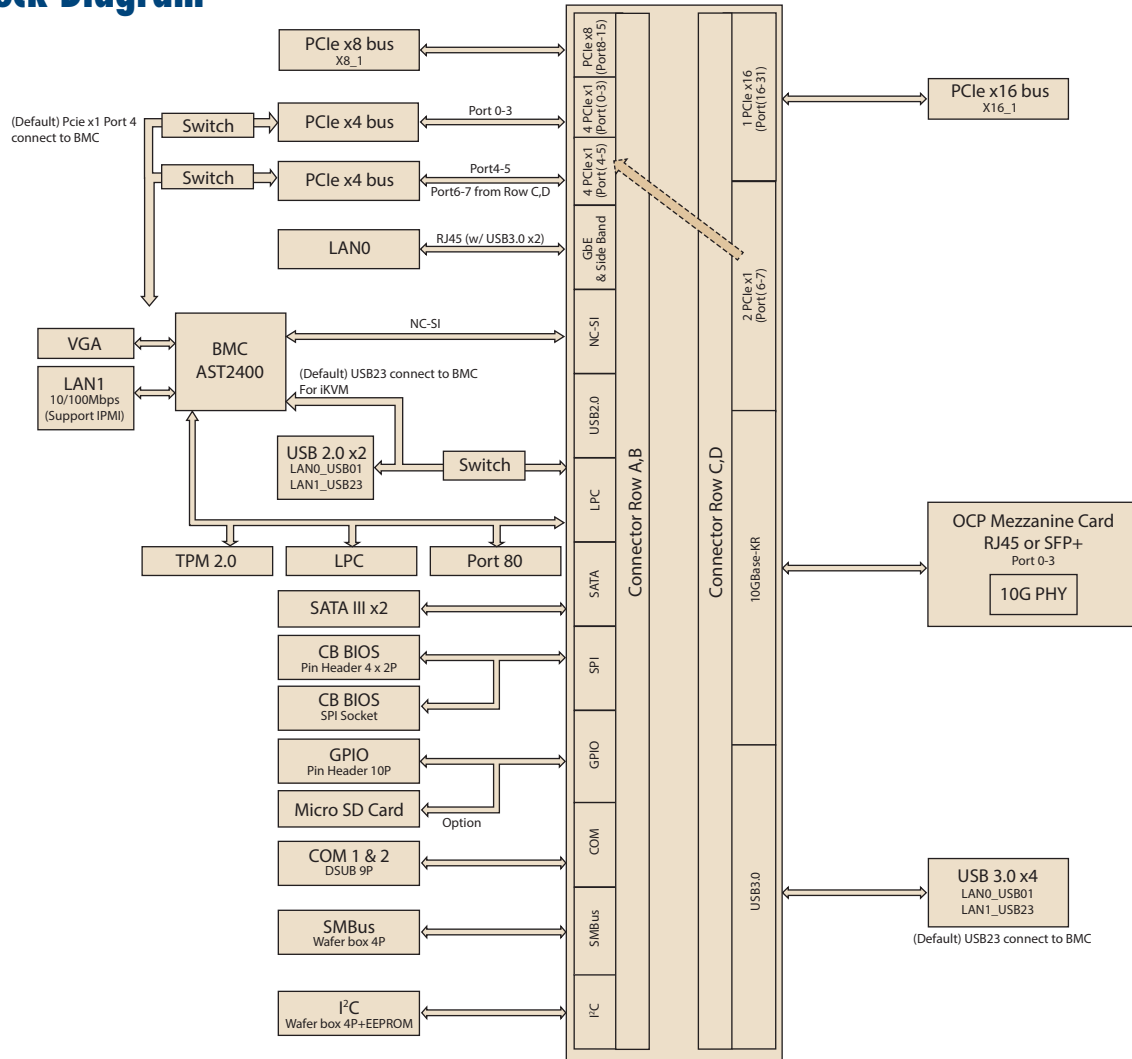 PCIe x8 bus
X8_1
(Default) Pcie x1 Port 4
connect to BMC
Switch
PCIe x4 bus
Port 0-3
Switch
PCIe x4 bus
Port4-5
Port6-7 from Row C,D
LAN0
RJ45 (w/ USB3.0 x2)
VGA
LAN1
10/100Mbps
(Support IPMI)
BMC
AST2400
NC-SI
(Default) USB23 connect to BMC
For iKVM
USB 2.0 x2
LAN0_USB01
LAN1_USB23
Switch
TPM 2.0
LPC
Port 80
SATA III x2
CB BIOS
Pin Header 4 x 2P
CB BIOS
SPI Socket
GPIO
Pin Header 10P
Micro SD Card
Option
COM 1 & 2
DSUB 9P
SMBus
Wafer box 4P
I²C
Wafer box 4P+EEPROM
PCIe x8
(Port8-15)
4 PCIe x1
(Port (0-3)
4 PCIe x1
(Port( 4-5)
GbE
& Side Band
NC-SI
USB2.0
LPC
SATA
SPI
GPIO
COM
SMBus
I²C
Connector Row A,B
Connector Row C,D
1 PCIe x16
(Port(16-31)
2 PCIe x1
(Port( 6-7)
10GBase-KR
USB3.0
PCIe x16 bus
X16_1
OCP Mezzanine Card
RJ45 or SFP+
Port 0-3
10G PHY
USB 3.0 x4
LAN0_USB01
LAN1_USB23
(Default) USB23 connect to BMC